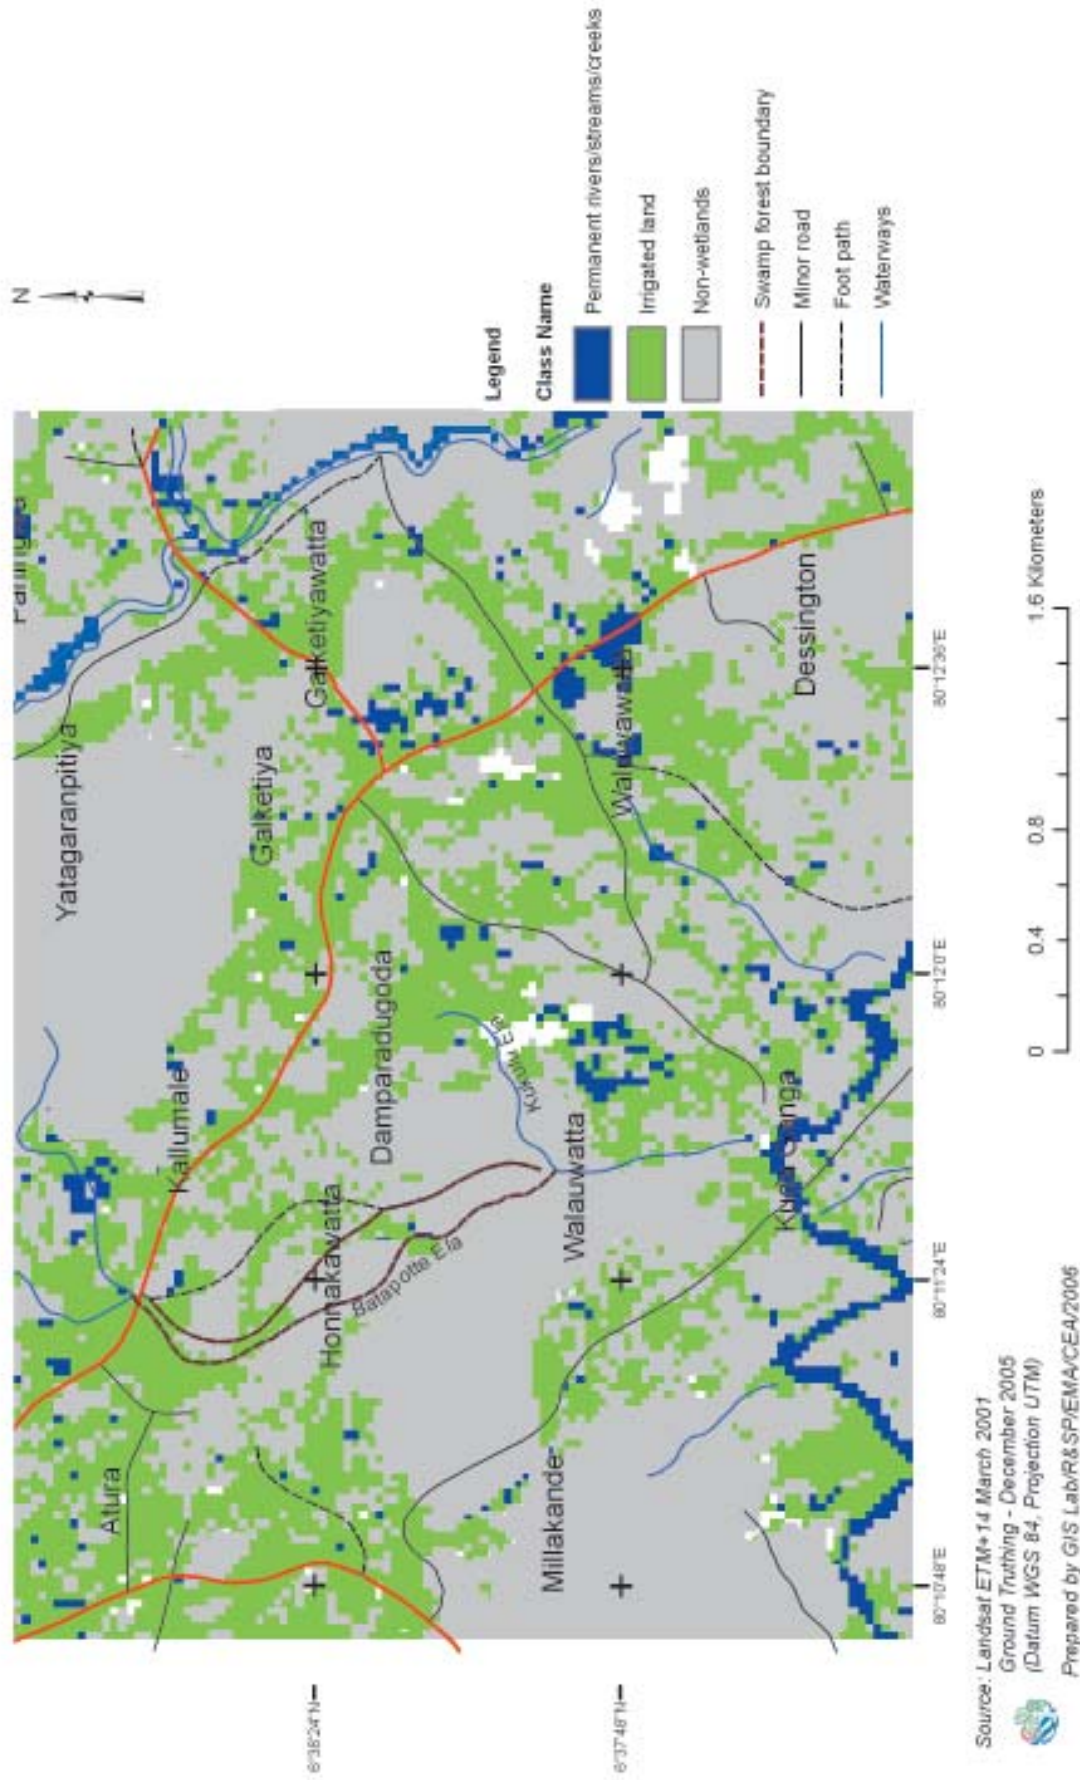 N
Yatagaranpitiya
Galketiya
Galketiyawatta
Kallumale
Damparadugoda
Honnakawatta
Batapotte Ela
Kukulu Ela
Walauwatta
Atura
Millakande
Kuda Ganga
Dessington
6°38'24"N
6°37'48"N
80°10'48"E
80°11'24"E
80°12'0"E
80°12'36"E
Legend
Class Name
Permanent rivers/streams/creeks
Irrigated land
Non-wetlands
Swamp forest boundary
Minor road
Foot path
Waterways
0 0.4 0.8 1.6 Kilometers
Source: Landsat ETM+14 March 2001
Ground Truthing - December 2005
(Datum WGS 84, Projection UTM)
Prepared by GIS Lab/R&SP/EMA/CEA/2006